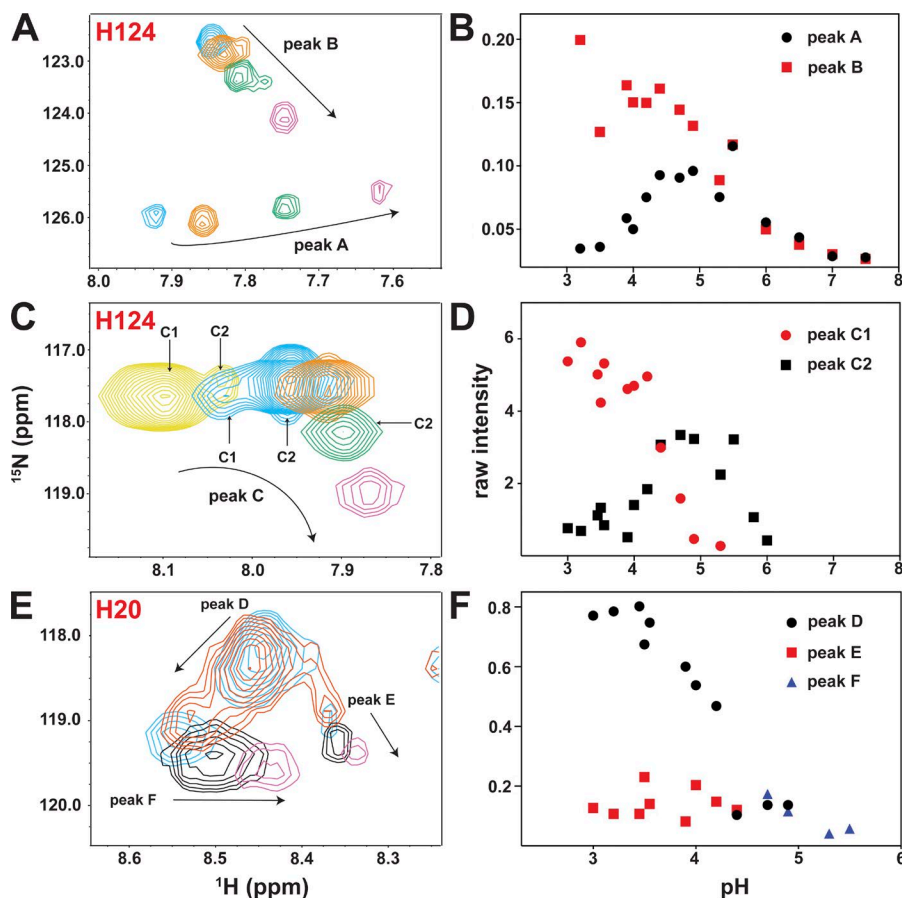 A
H124
peak B
peak A
123.0
124.0
125.0
126.0
8.0 7.9 7.8 7.7 7.6
B
peak A
peak B
0.20
0.15
0.10
0.05
3 4 5 6 7 8
C
H124
C1
C2
C1
C2
C2
peak C
117.0
118.0
119.0
¹⁵N (ppm)
8.1 8.0 7.9 7.8
D
peak C1
peak C2
6
4
2
raw intensity
3 4 5 6 7 8
E
H20
peak D
peak E
peak F
118.0
119.0
120.0
8.6 8.5 8.4 8.3
¹H (ppm)
F
peak D
peak E
peak F
0.8
0.6
0.4
0.2
3 4 5 6
pH